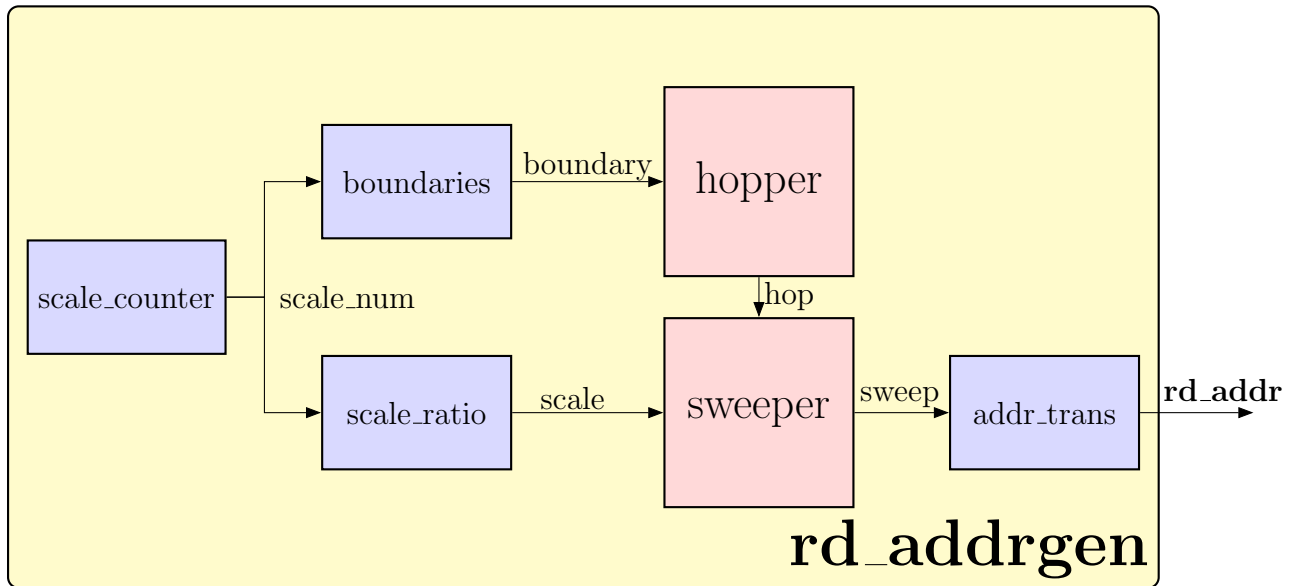 boundaries
boundary
hopper
scale_counter
scale_num
hop
scale_ratio
scale
sweeper
sweep
addr_trans
rd_addr
rd_addrgen